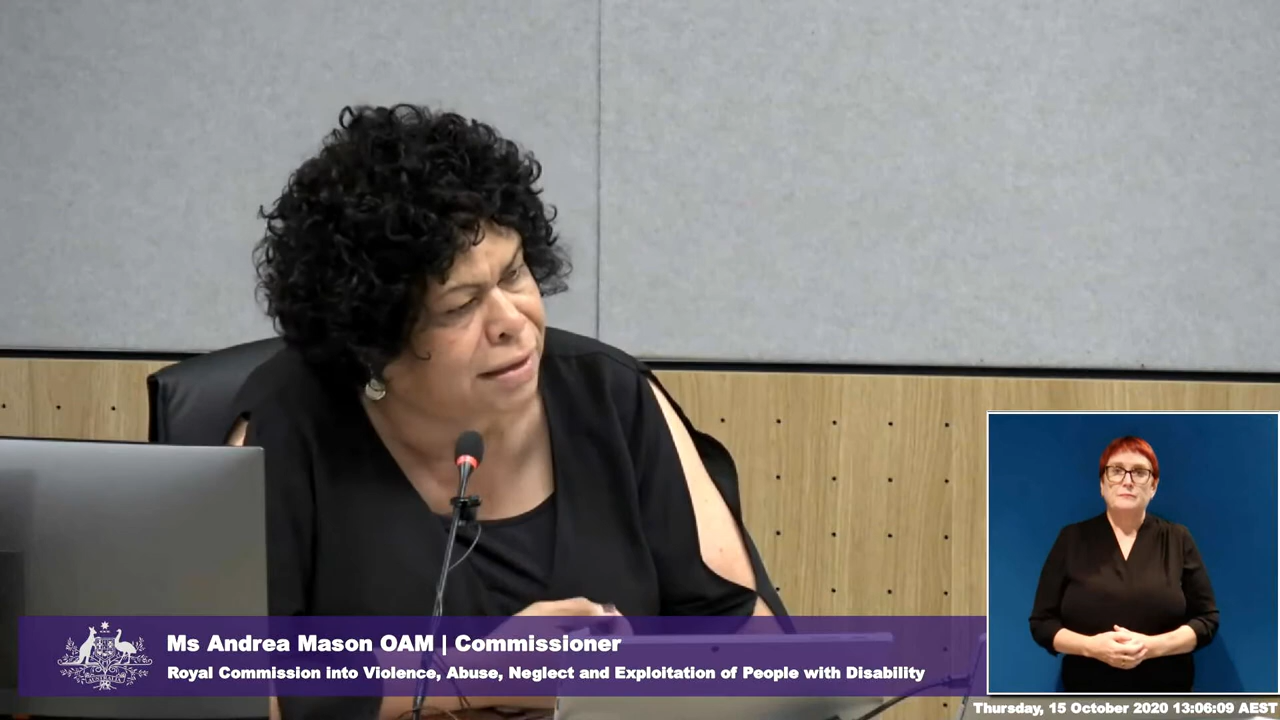 Ms Andrea Mason OAM | Commissioner
Royal Commission into Violence, Abuse, Neglect and Exploitation of People with Disability
AUSTRALIA
Thursday, 15 October 2020 13:06:09 AEST